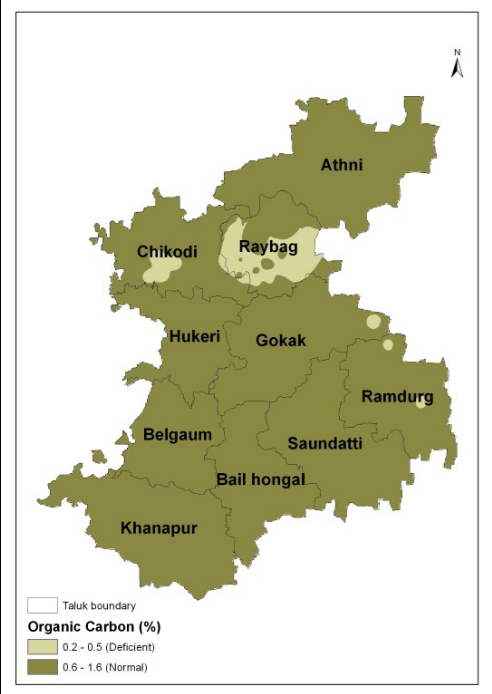 N
Athni
Chikodi
Raybag
Hukeri
Gokak
Ramdurg
Belgaum
Saundatti
Bail hongal
Khanapur
Taluk boundary
Organic Carbon (%)
0.2 - 0.5 (Deficient)
0.6 - 1.6 (Normal)